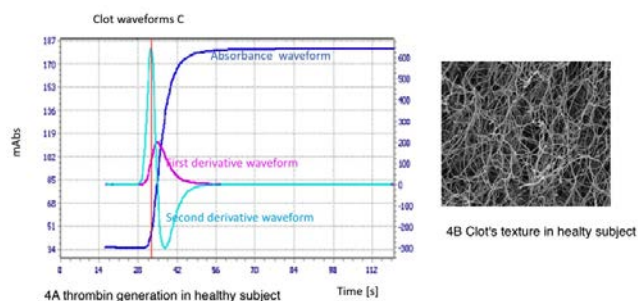 Clot waveforms C
187
170
153
136
119
102
85
68
51
34
mAbs
600
500
400
300
200
100
0
-100
-200
-300
Absorbance waveform
First derivative waveform
Second derivative waveform
0 14 28 42 56 70 84 98 112
Time [s]
4A thrombin generation in healthy subject
4B Clot's texture in healty subject